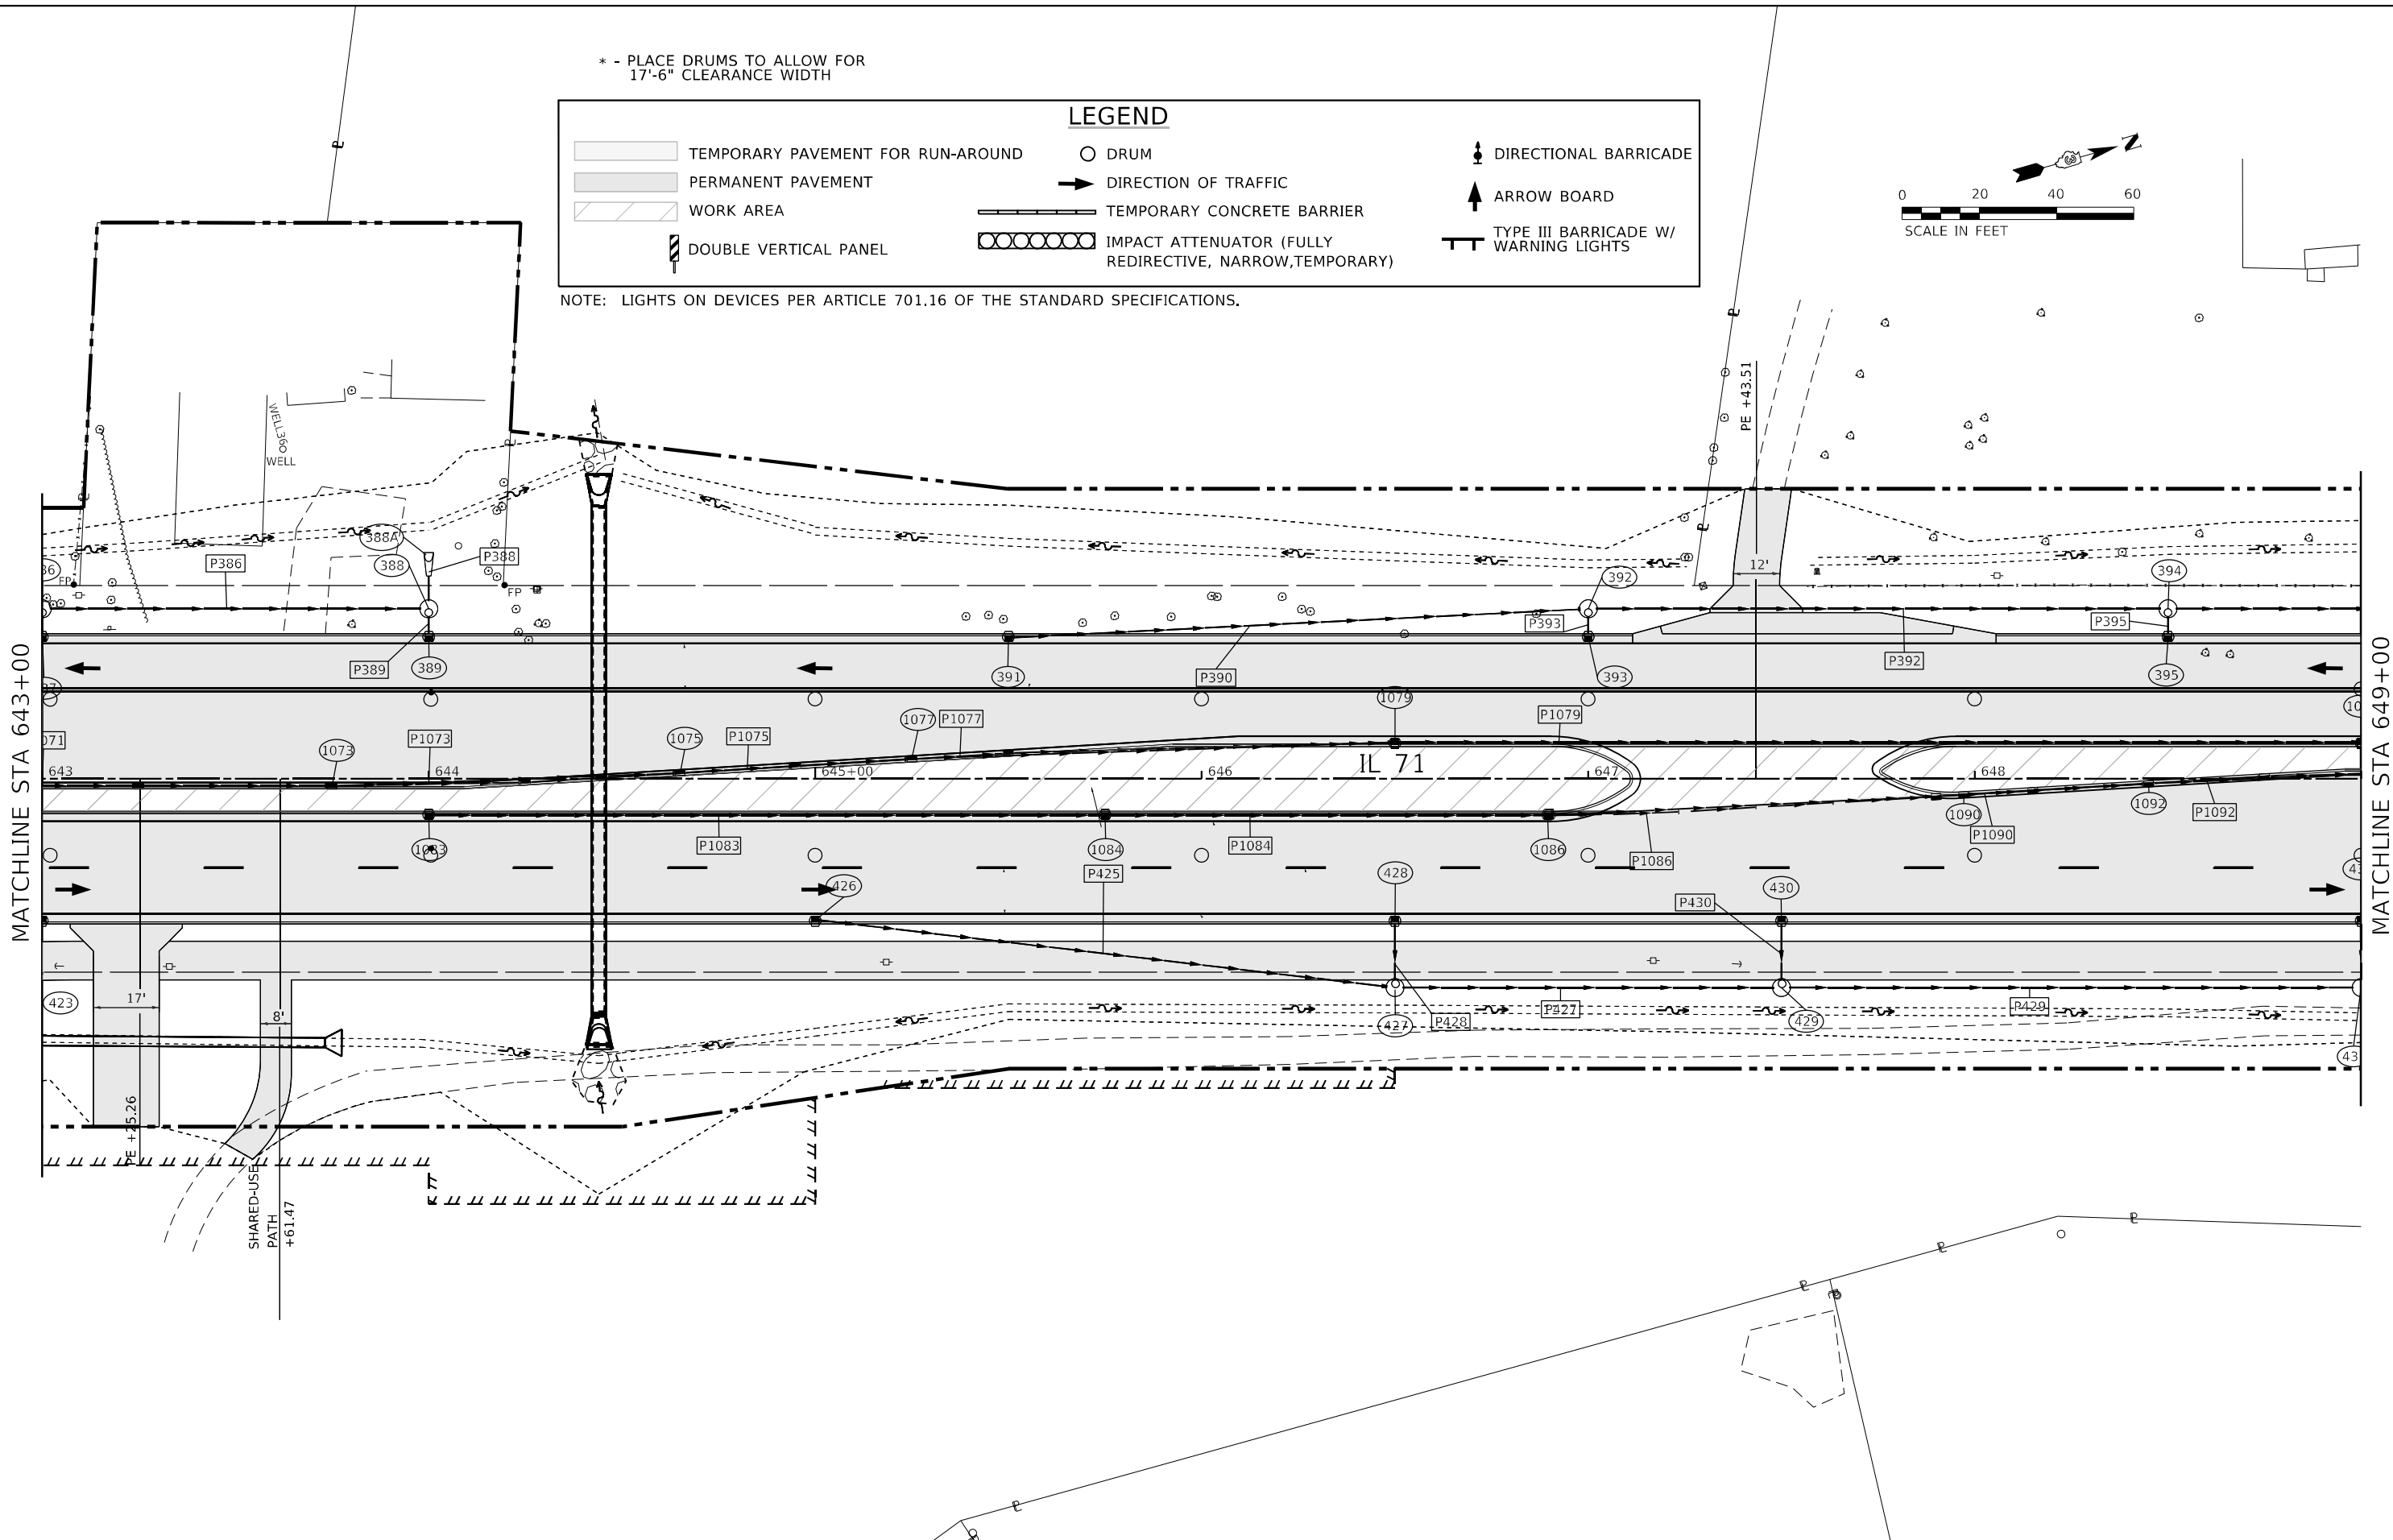 * - PLACE DRUMS TO ALLOW FOR
17'-6" CLEARANCE WIDTH
LEGEND
TEMPORARY PAVEMENT FOR RUN-AROUND
PERMANENT PAVEMENT
WORK AREA
DOUBLE VERTICAL PANEL
DRUM
DIRECTION OF TRAFFIC
TEMPORARY CONCRETE BARRIER
IMPACT ATTENUATOR (FULLY
REDIRECTIVE, NARROW,TEMPORARY)
DIRECTIONAL BARRICADE
ARROW BOARD
TYPE III BARRICADE W/
WARNING LIGHTS
NOTE: LIGHTS ON DEVICES PER ARTICLE 701.16 OF THE STANDARD SPECIFICATIONS.
N
0 20 40 60
SCALE IN FEET
PE +43.51
WELL360
WELL
388A
388
P388
P386
FP
FP
12'
392
394
P393
P395
P389
389
391
P390
393
P392
395
MATCHLINE STA 643+00
MATCHLINE STA 649+00
1073
P1073
1075
P1075
1077
P1077
1079
P1079
643
644
645+00
646
IL 71
647
648
1083
P1083
1084
P1084
1086
P1086
1090
P1090
1092
P1092
426
P425
428
P430
430
423
17'
8'
427
P428
P427
429
P429
PE +25.26
SHARED-USE
PATH
+61.47